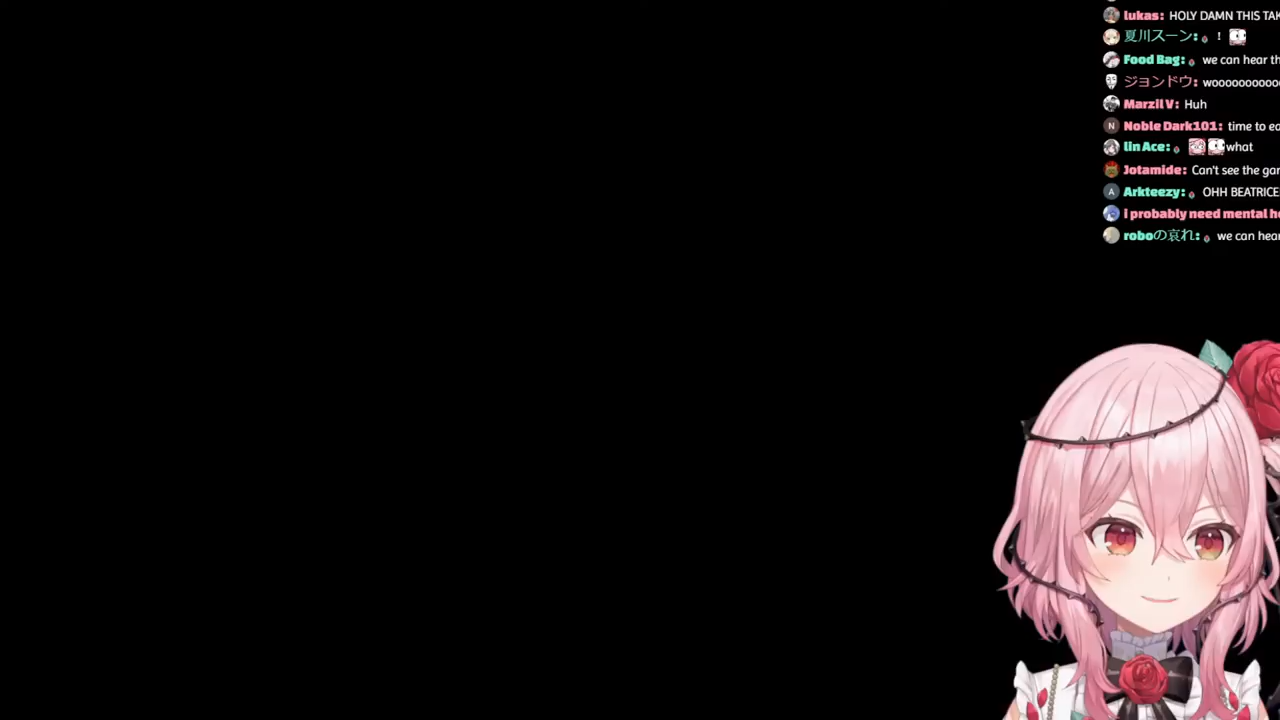 lukas: HOLY DAMN THIS TAK
夏川スーン: !
Food Bag: we can hear th
ジョンドウ: woooooooooo
Marzil V: Huh
Noble Dark101: time to ea
lin Ace: what
Jotamide: Can't see the gam
Arkteezy: OHH BEATRICE
i probably need mental he
roboの哀れ: we can hear